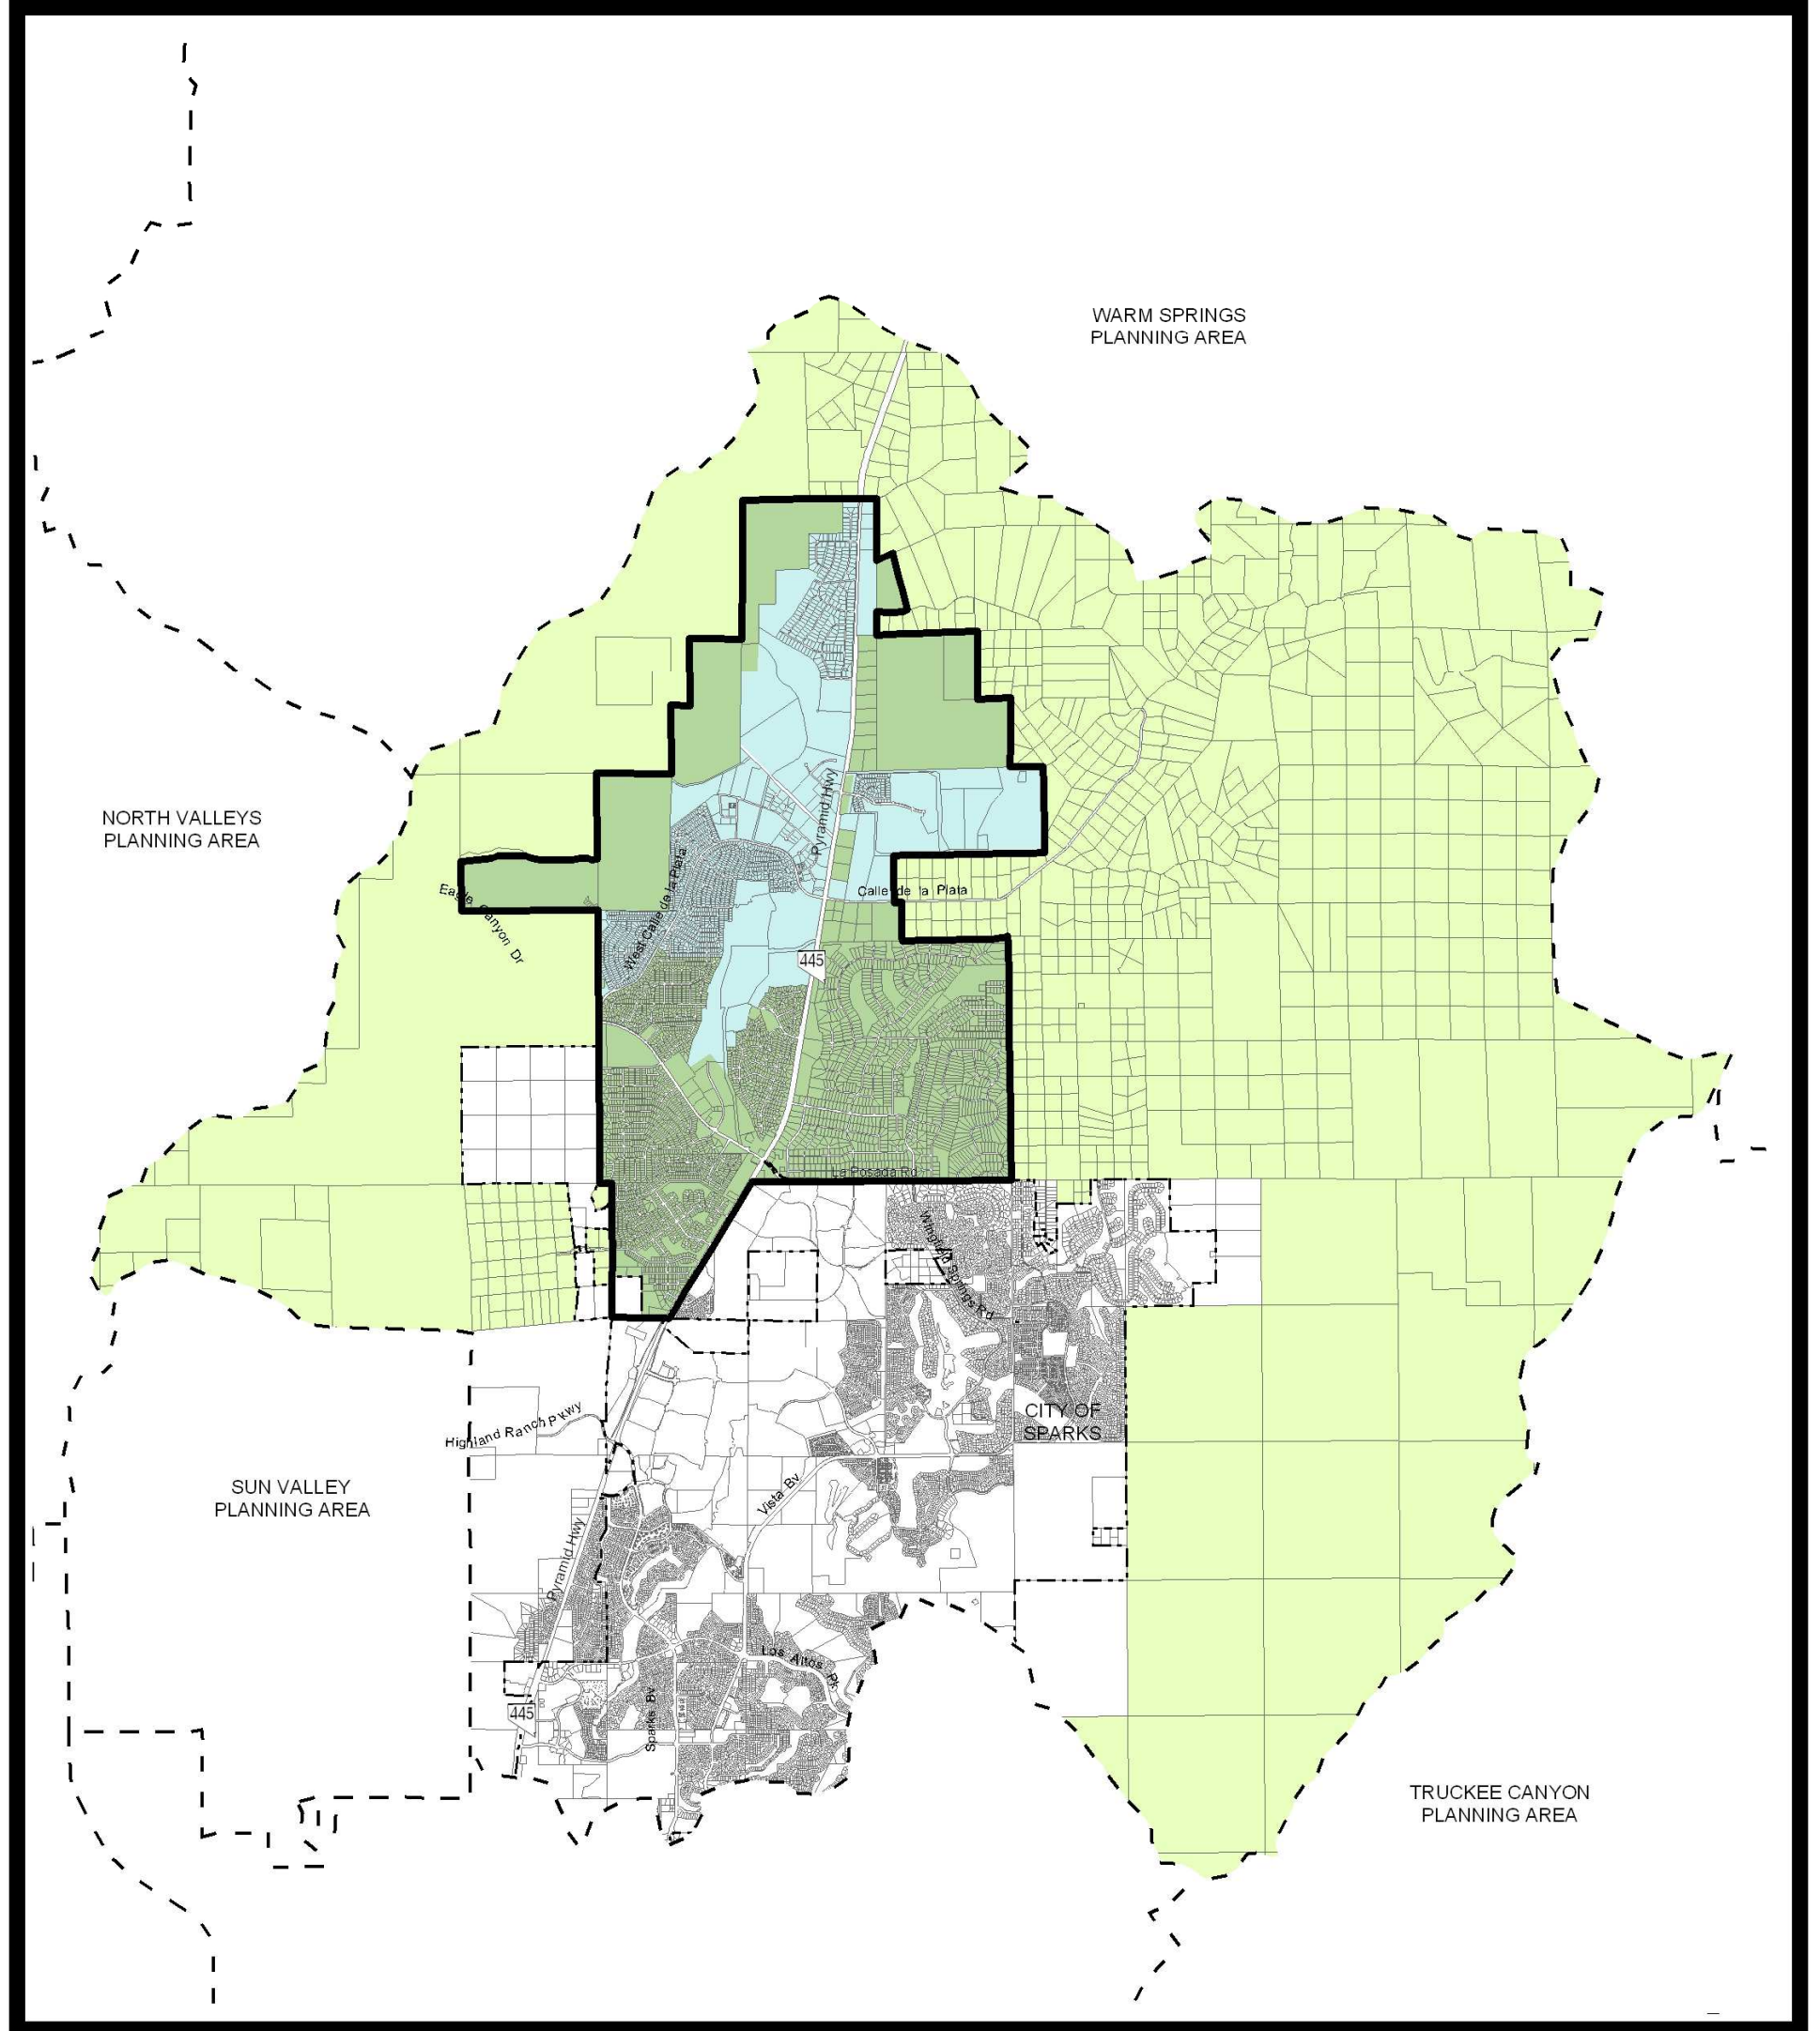 WARM SPRINGS
PLANNING AREA
NORTH VALLEYS
PLANNING AREA
Pyramid Hwy
Calle de la Plata
West Calle de la Plata
Eagle Canyon Dr
445
La Posada Rd
Wingfield Springs Rd
CITY OF
SPARKS
Highland Ranch Pkwy
SUN VALLEY
PLANNING AREA
Vista Bv
Pyramid Hwy
Los Altos Pk
Sparks Bv
445
TRUCKEE CANYON
PLANNING AREA